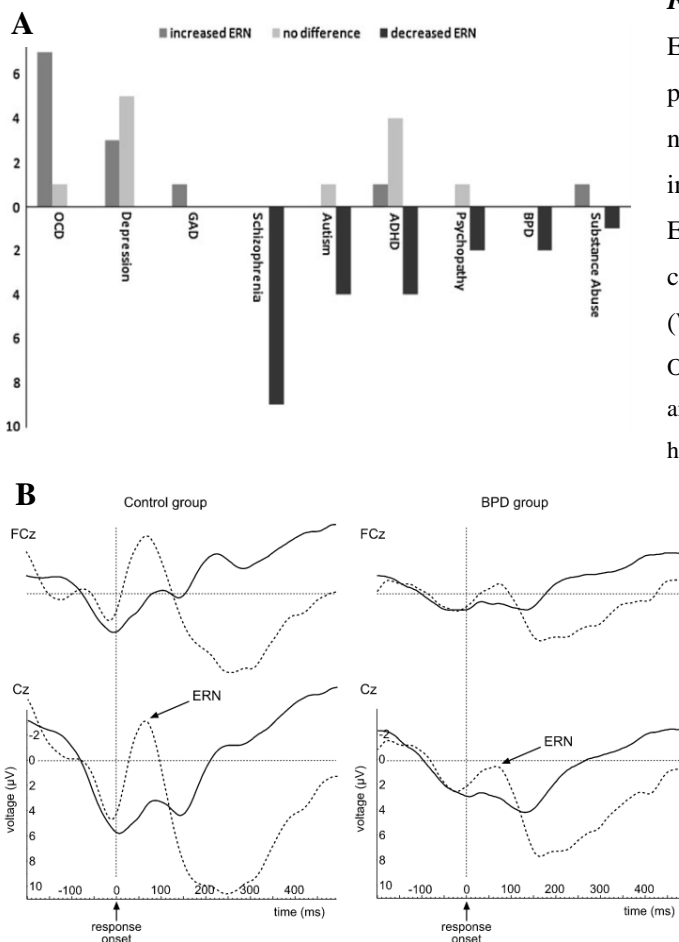 A
increased ERN no difference decreased ERN
6
4
2
0
2
4
6
8
10
OCD
Depression
GAD
Schizophrenia
Autism
ADHD
Psychopathy
BPD
Substance Abuse
B
Control group
BPD group
FCz
FCz
Cz
ERN
-2
0
2
4
6
8
10
voltage (µV)
-100 0 100 200 300 400
time (ms)
response
onset
Cz
ERN
-2
0
2
4
6
8
10
voltage (µV)
-100 0 100 200 300 400
time (ms)
response
onset